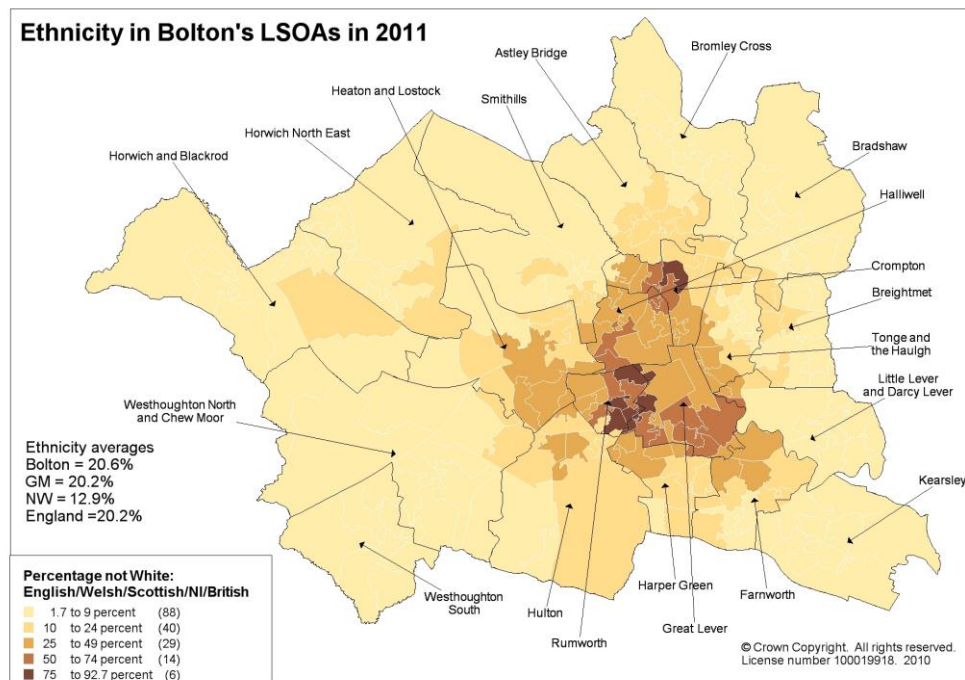 Ethnicity in Bolton's LSOAs in 2011
Astley Bridge
Bromley Cross
Heaton and Lostock
Smithills
Horwich North East
Horwich and Blackrod
Bradshaw
Halliwell
Crompton
Breightmet
Tonge and
the Haulgh
Little Lever
and Darcy Lever
Westhoughton North
and Chew Moor
Kearsley
Ethnicity averages
Bolton = 20.6%
GM = 20.2%
NW = 12.9%
England =20.2%
Westhoughton
South
Hulton
Rumworth
Harper Green
Great Lever
Farnworth
Percentage not White:
English/Welsh/Scottish/NI/British
1.7 to 9 percent (88)
10 to 24 percent (40)
25 to 49 percent (29)
50 to 74 percent (14)
75 to 92.7 percent (6)
© Crown Copyright. All rights reserved.
License number 100019918. 2010